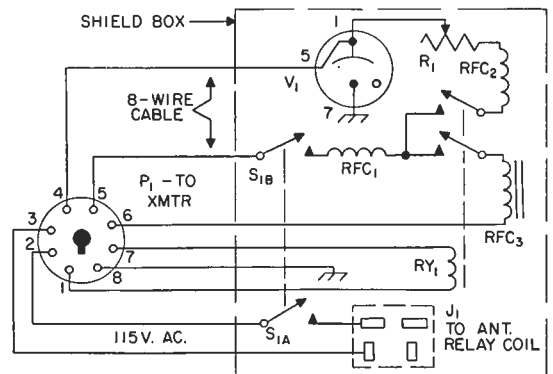 SHIELD BOX
1
5
V1
7
R1
RFC2
8-WIRE
CABLE
P1 - TO
XMTR
S1B
RFC1
RFC3
4
5
3
6
2
7
1
8
RY1
115V. AC.
S1A
J1
TO ANT.
RELAY COIL